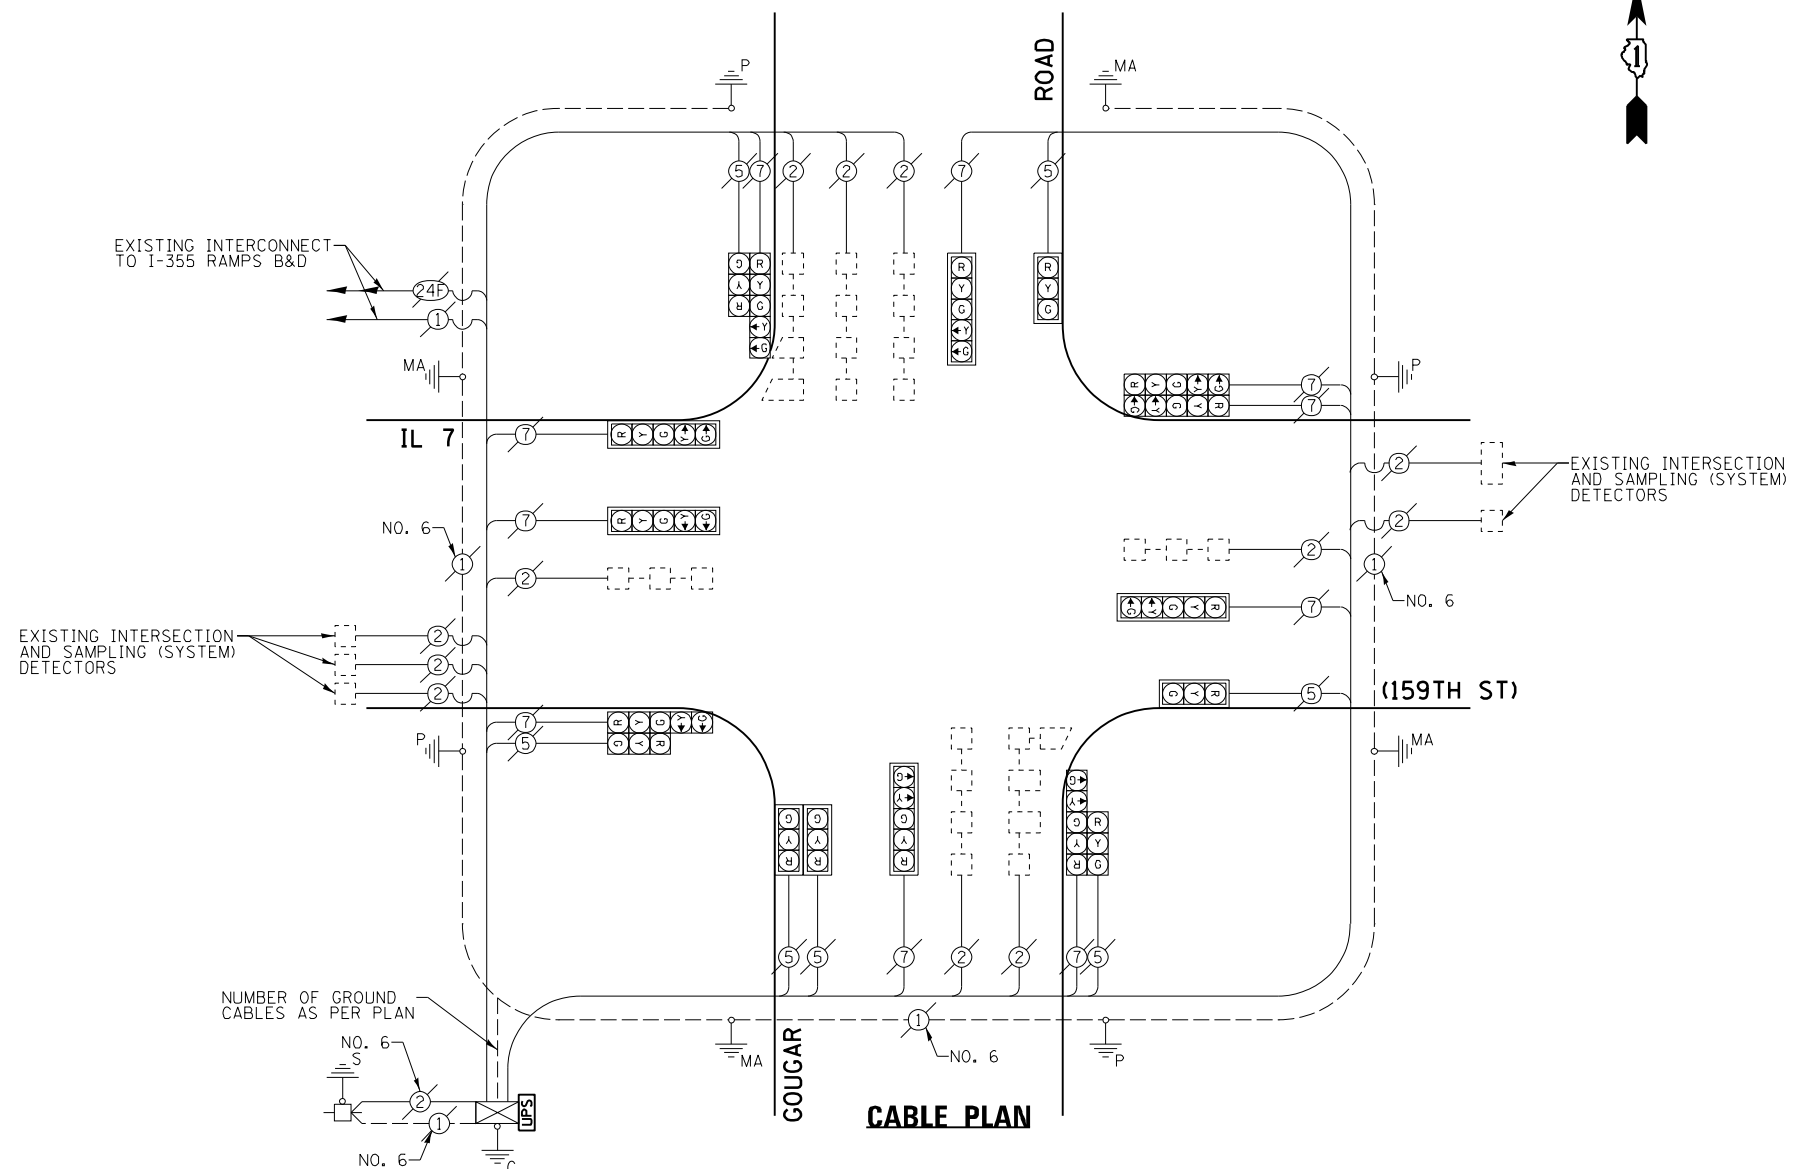 P
ROAD
MA
1
5
7
2
2
2
7
5
EXISTING INTERCONNECT
TO I-355 RAMPS B&D
24F
1
G R
Y Y
R G
Y
G
R
Y
G
Y
G
R
Y
G
MA
P
R Y G Y G
7
G Y G Y R
7
IL 7
7
R Y G Y G
2
EXISTING INTERSECTION
AND SAMPLING (SYSTEM)
DETECTORS
2
NO. 6
7
R Y G Y G
2
1
2
1
NO. 6
G Y G Y R
7
EXISTING INTERSECTION
AND SAMPLING (SYSTEM)
DETECTORS
2
2
2
G Y R
5
(159TH ST)
7
R Y G Y G
5
G Y R
P
MA
G
Y
R
G
Y
R
G
Y
G
Y
R
G
Y
G R
Y Y
R G
5
5
7
2
2
7
5
NUMBER OF GROUND
CABLES AS PER PLAN
1
NO. 6
MA
P
GOUGAR
NO. 6
S
2
UPS
1
NO. 6
C
CABLE PLAN